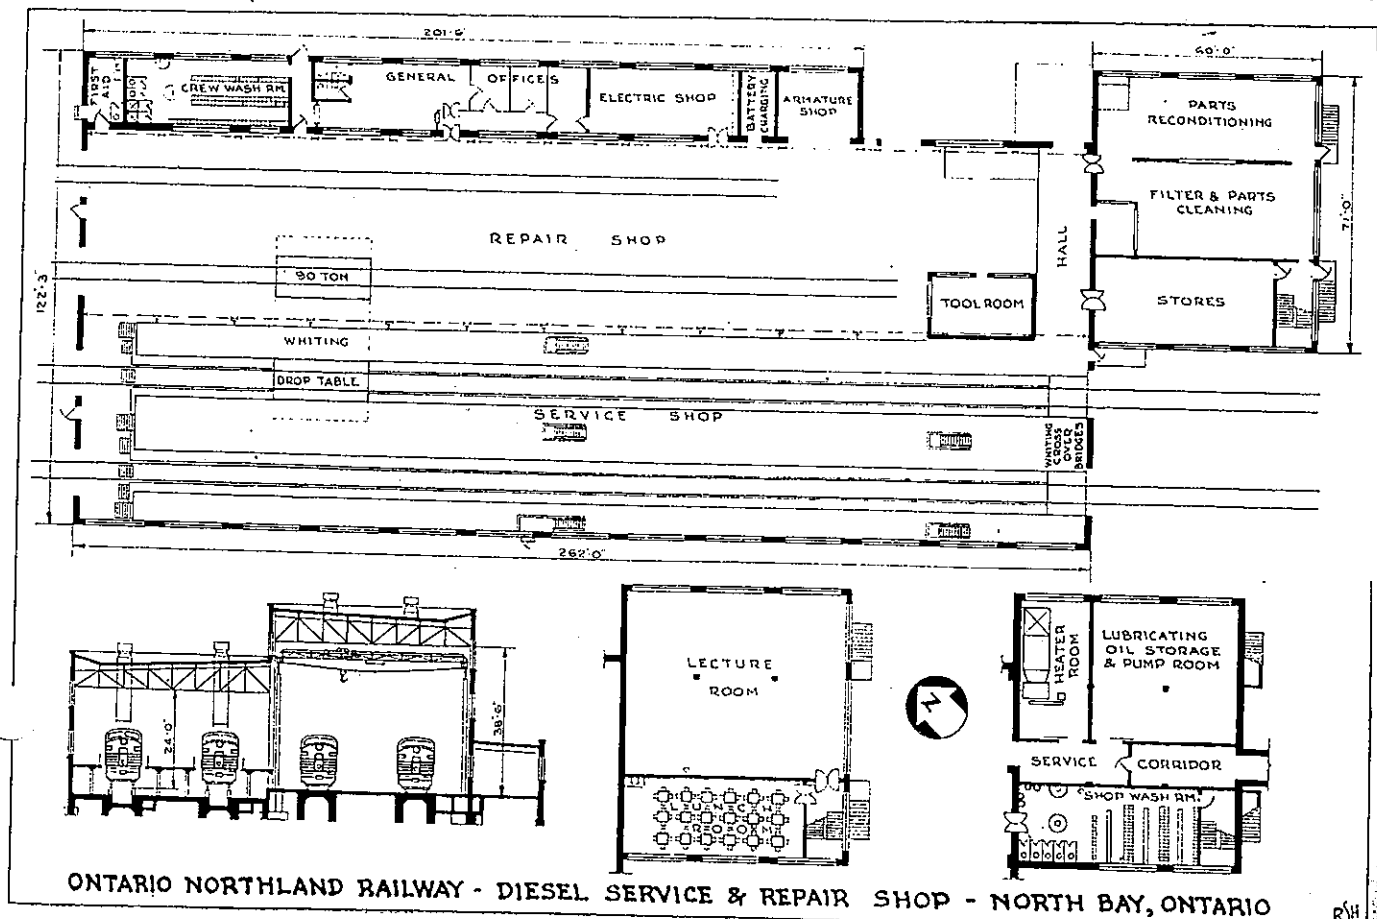 201'-6"
60'-0"
FIRST AID
CREW WASH RM.
GENERAL OFFICES
ELECTRIC SHOP
BATTERY CHARGING
ARMATURE SHOP
PARTS
RECONDITIONING
FILTER & PARTS
CLEANING
71'-0"
REPAIR SHOP
HALL
90 TON
TOOL ROOM
STORES
122'-3"
WHITING
DROP TABLE
SERVICE SHOP
WHITING
CROSS
OVER
BRIDGES
262'-0"
24'-0"
38'-6"
LECTURE
ROOM
LUNCH
ROOM
N
HEATER
ROOM
LUBRICATING
OIL STORAGE
& PUMP ROOM
SERVICE CORRIDOR
SHOP WASH RM.
ONTARIO NORTHLAND RAILWAY - DIESEL SERVICE & REPAIR SHOP - NORTH BAY, ONTARIO
RSH